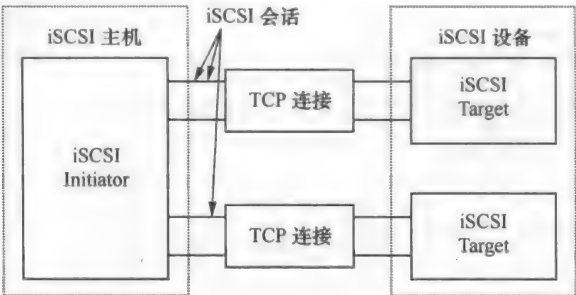 iSCSI 会话
iSCSI 主机
iSCSI 设备
iSCSI
Initiator
TCP 连接
iSCSI
Target
TCP 连接
iSCSI
Target